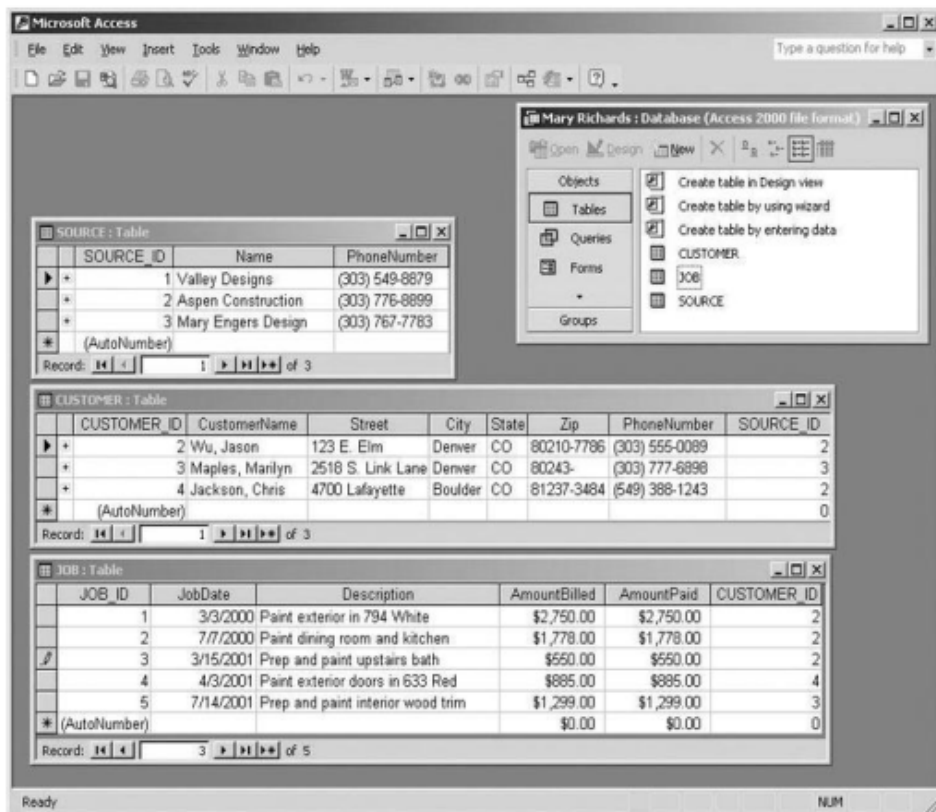 Microsoft Access
File Edit View Insert Tools Window Help
Type a question for help
Mary Richards : Database (Access 2000 file format)
Open Design New
Objects
Tables
Queries
Forms
Groups
Create table in Design view
Create table by using wizard
Create table by entering data
CUSTOMER
JOB
SOURCE
SOURCE : Table
SOURCE_ID Name PhoneNumber
1 Valley Designs (303) 549-8879
2 Aspen Construction (303) 776-8899
3 Mary Engers Design (303) 767-7783
(AutoNumber)
Record: 1 of 3
CUSTOMER : Table
CUSTOMER_ID CustomerName Street City State Zip PhoneNumber SOURCE_ID
2 Wu, Jason 123 E. Elm Denver CO 80210-7786 (303) 555-0089 2
3 Maples, Marilyn 2518 S. Link Lane Denver CO 80243- (303) 777-6898 3
4 Jackson, Chris 4700 Lafayette Boulder CO 81237-3484 (549) 388-1243 2
(AutoNumber) 0
Record: 1 of 3
JOB : Table
JOB_ID JobDate Description AmountBilled AmountPaid CUSTOMER_ID
1 3/3/2000 Paint exterior in 794 White $2,750.00 $2,750.00 2
2 7/7/2000 Paint dining room and kitchen $1,778.00 $1,778.00 2
3 3/15/2001 Prep and paint upstairs bath $550.00 $550.00 2
4 4/3/2001 Paint exterior doors in 633 Red $885.00 $885.00 4
5 7/14/2001 Prep and paint interior wood trim $1,299.00 $1,299.00 3
(AutoNumber) $0.00 $0.00 0
Record: 3 of 5
Ready NUM